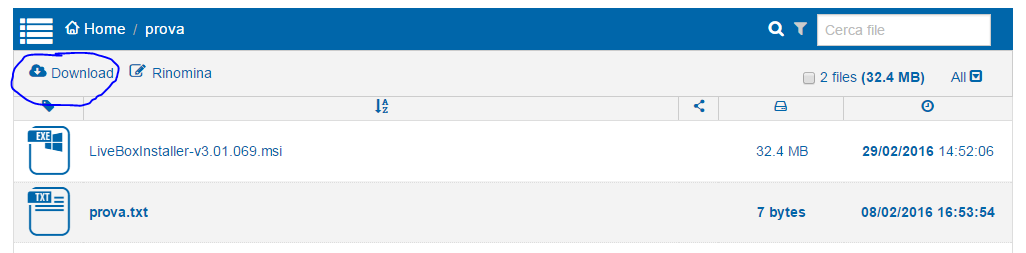 Home / prova Cerca file
Download Rinomina 2 files (32.4 MB) All
A Z
EXE LiveBoxInstaller-v3.01.069.msi 32.4 MB 29/02/2016 14:52:06
TXT prova.txt 7 bytes 08/02/2016 16:53:54